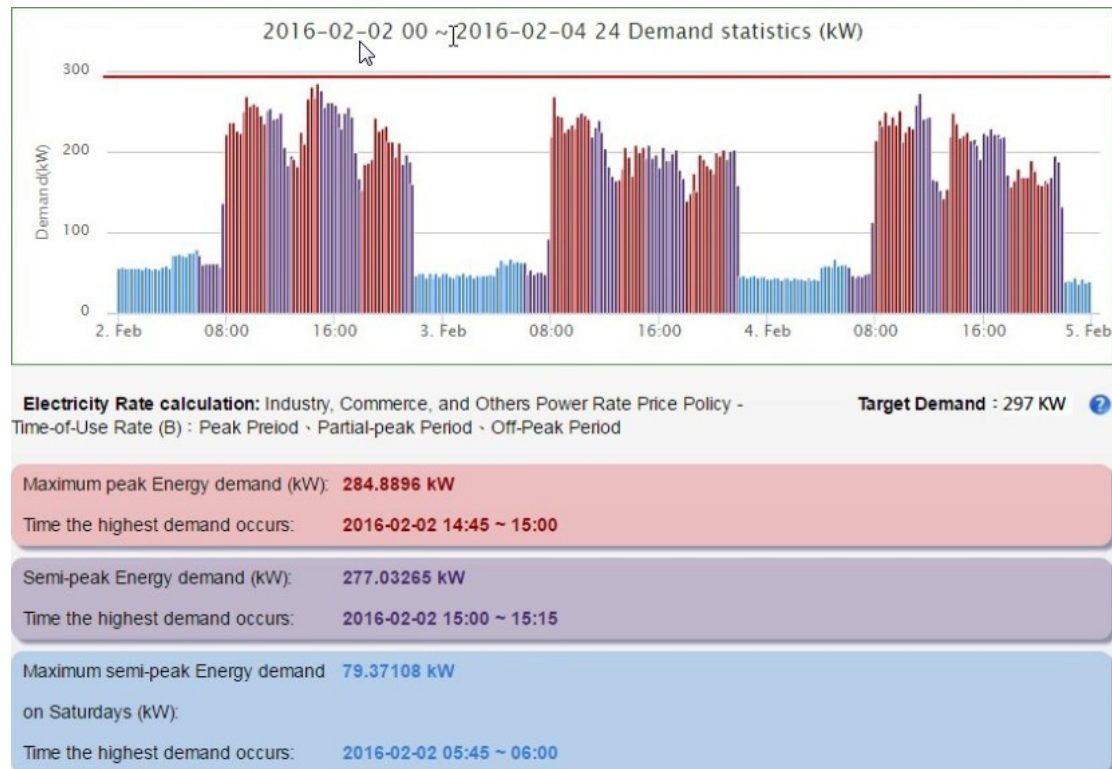 2016-02-02 00 ~ 2016-02-04 24 Demand statistics (kW)
Demand(kW)
300
200
100
0
2. Feb 08:00 16:00 3. Feb 08:00 16:00 4. Feb 08:00 16:00 5. Feb
Electricity Rate calculation: Industry, Commerce, and Others Power Rate Price Policy -
Time-of-Use Rate (B)：Peak Preiod、Partial-peak Period、Off-Peak Period
Target Demand：297 KW ?
Maximum peak Energy demand (kW): 284.8896 kW
Time the highest demand occurs: 2016-02-02 14:45 ~ 15:00
Semi-peak Energy demand (kW): 277.03265 kW
Time the highest demand occurs: 2016-02-02 15:00 ~ 15:15
Maximum semi-peak Energy demand 79.37108 kW
on Saturdays (kW):
Time the highest demand occurs: 2016-02-02 05:45 ~ 06:00